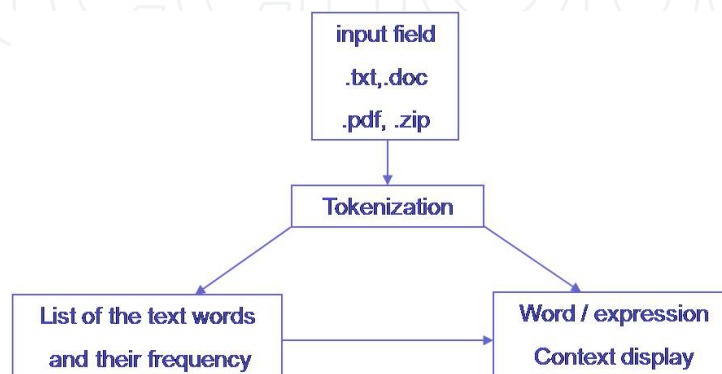 input field
.txt,.doc
.pdf, .zip
Tokenization
List of the text words
and their frequency
Word / expression
Context display